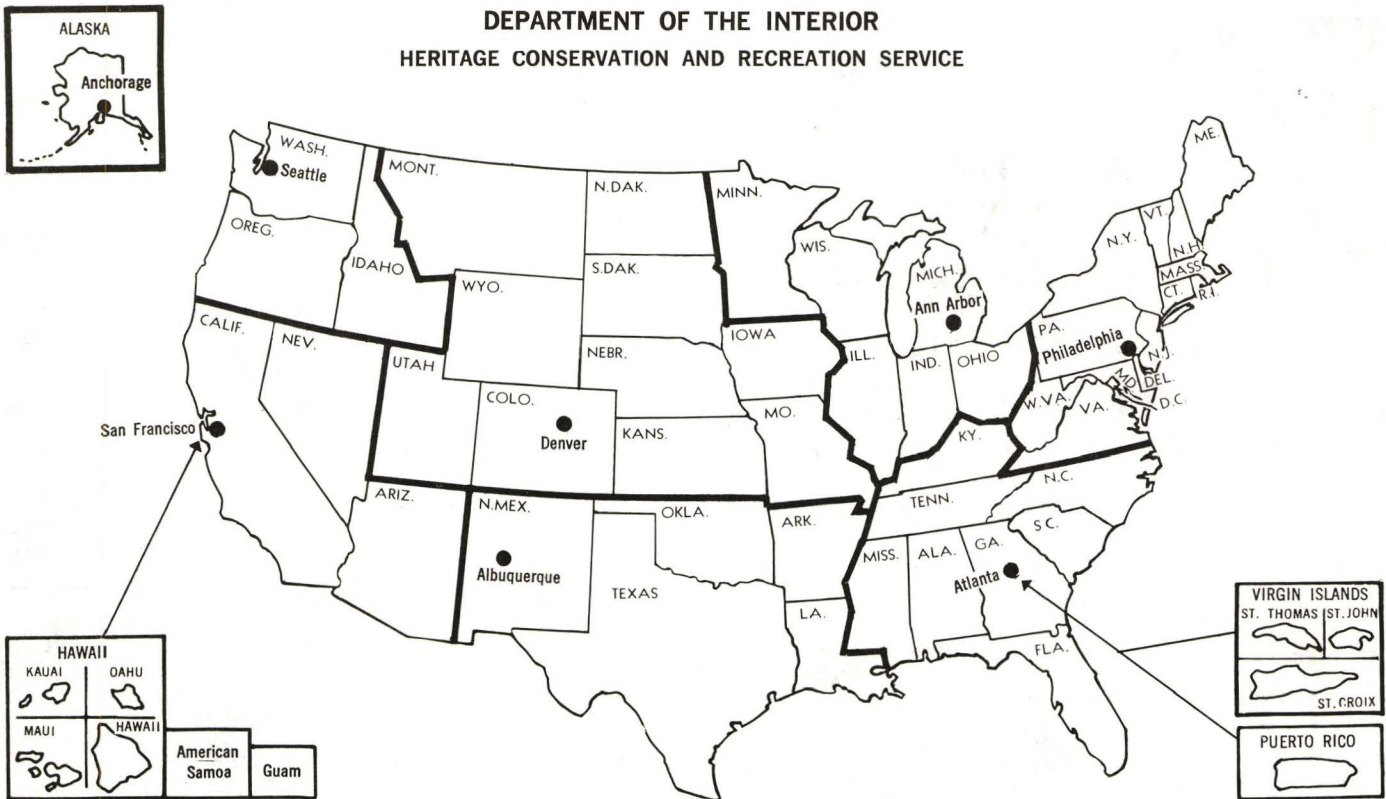 DEPARTMENT OF THE INTERIOR
HERITAGE CONSERVATION AND RECREATION SERVICE
ALASKA
Anchorage
WASH.
Seattle
OREG.
IDAHO
MONT.
WYO.
N.DAK.
S.DAK.
NEBR.
KANS.
MINN.
IOWA
MO.
WIS.
MICH.
Ann Arbor
ILL.
IND.
OHIO
KY.
ME.
VT.
N.H.
N.Y.
MASS.
CT.
R.I.
PA.
Philadelphia
N.J.
DEL.
MD.
D.C.
W.VA.
VA.
CALIF.
NEV.
UTAH
COLO.
Denver
San Francisco
ARIZ.
N.MEX.
Albuquerque
OKLA.
TEXAS
ARK.
LA.
TENN.
N.C.
S.C.
MISS.
ALA.
GA.
Atlanta
FLA.
HAWAII
KAUAI
OAHU
MAUI
HAWAII
American
Samoa
Guam
VIRGIN ISLANDS
ST. THOMAS
ST. JOHN
ST. CROIX
PUERTO RICO